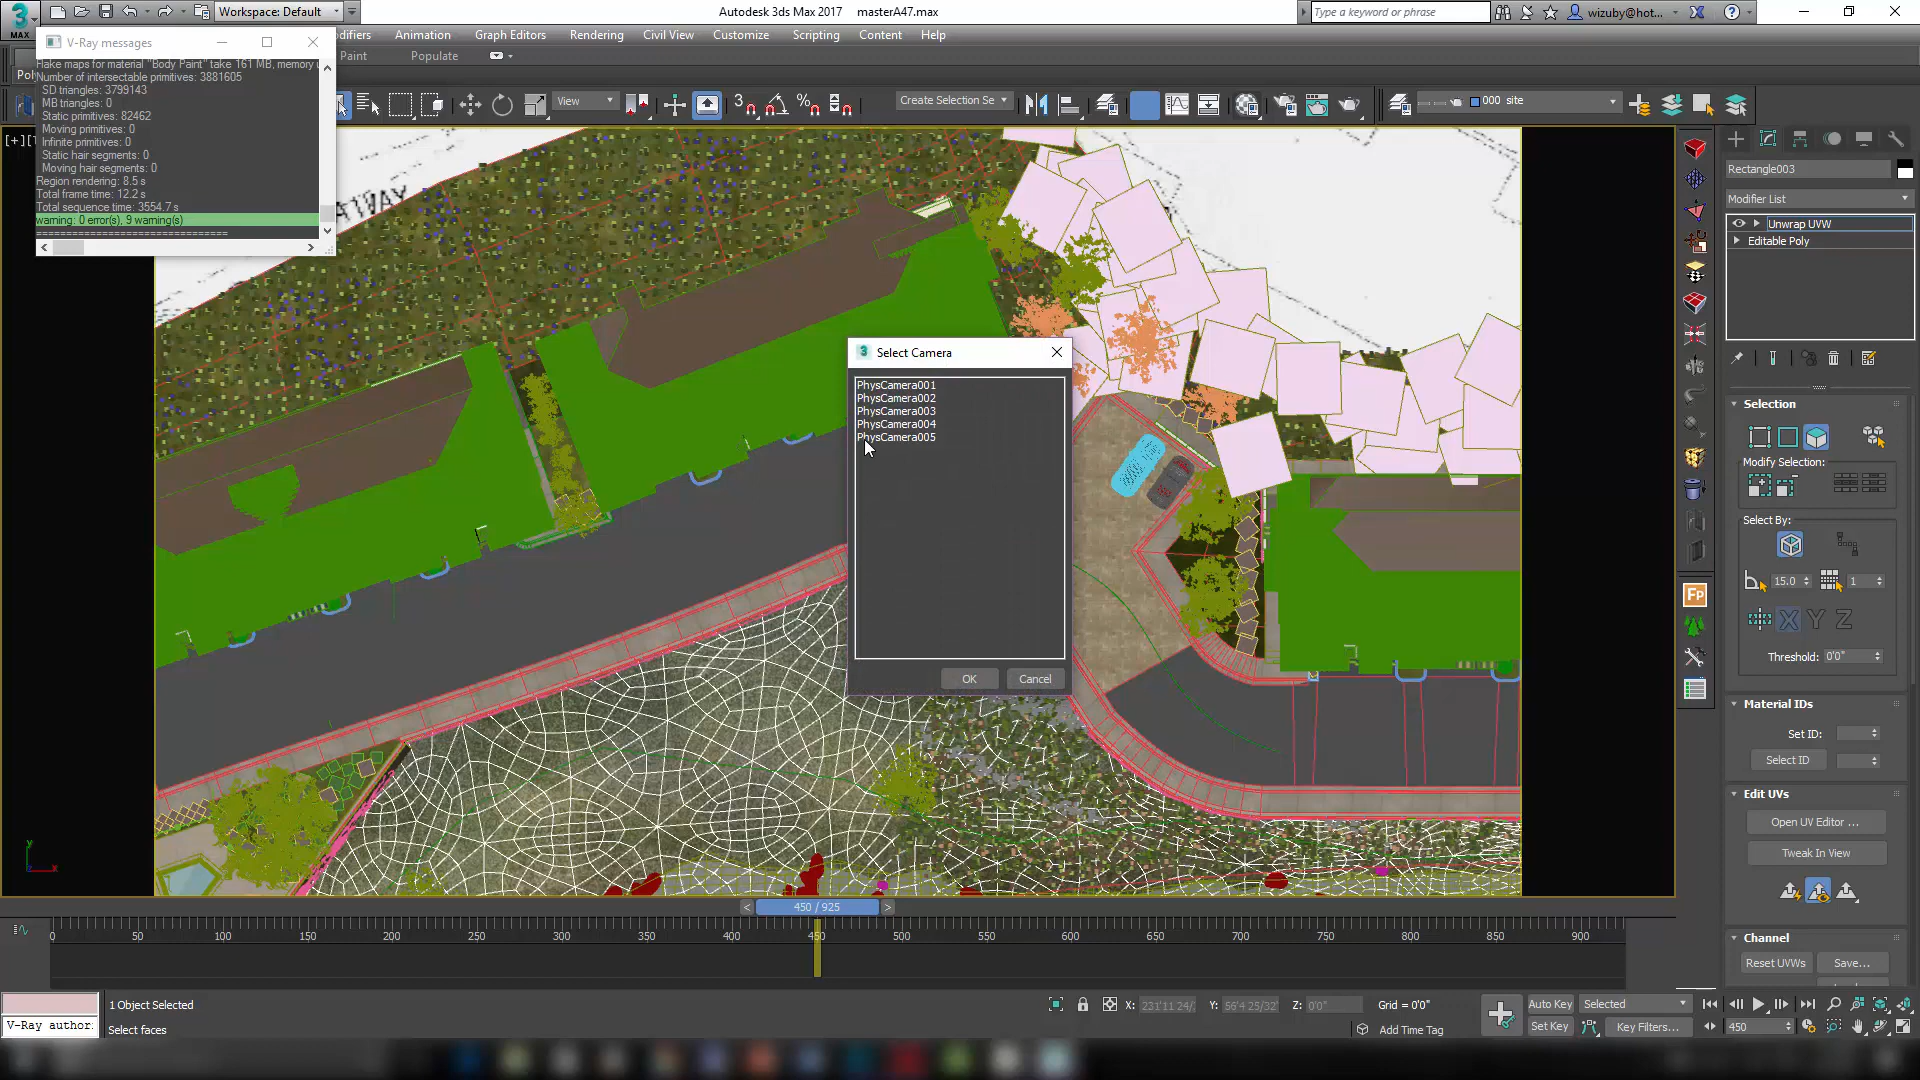 Workspace: Default
Autodesk 3ds Max 2017 masterA47.max
Type a keyword or phrase
wizuby@hot...
MAX
V-Ray messages
Animation
Graph Editors
Rendering
Civil View
Customize
Scripting
Content
Help
Paint
Populate
Number of intersectable primitives: 3881605
SD triangles: 3799143
MB triangles: 0
Static primitives: 82462
Moving primitives: 0
Infinite primitives: 0
Static hair segments: 0
Moving hair segments: 0
Region rendering: 8.5 s
Total frame time: 12.2 s
Total sequence time: 3554.7 s
warning: 0 error(s), 9 warning(s)
==============================
View
Create Selection Se
000 site
Rectangle003
Modifier List
Unwrap UVW
Editable Poly
Select Camera
PhysCamera001
PhysCamera002
PhysCamera003
PhysCamera004
PhysCamera005
OK
Cancel
Selection
Modify Selection:
Select By:
15.0
1
X Y Z
Threshold: 0'0"
Material IDs
Set ID:
Select ID
Edit UVs
Open UV Editor ...
Tweak In View
Channel
Reset UVWs
Save...
450 / 925
0 50 100 150 200 250 300 350 400 450 500 550 600 650 700 750 800 850 900
1 Object Selected
V-Ray author:
Select faces
X:
Y:
Z: 0'0"
Grid = 0'0"
Add Time Tag
Auto Key
Selected
Set Key
Key Filters...
450